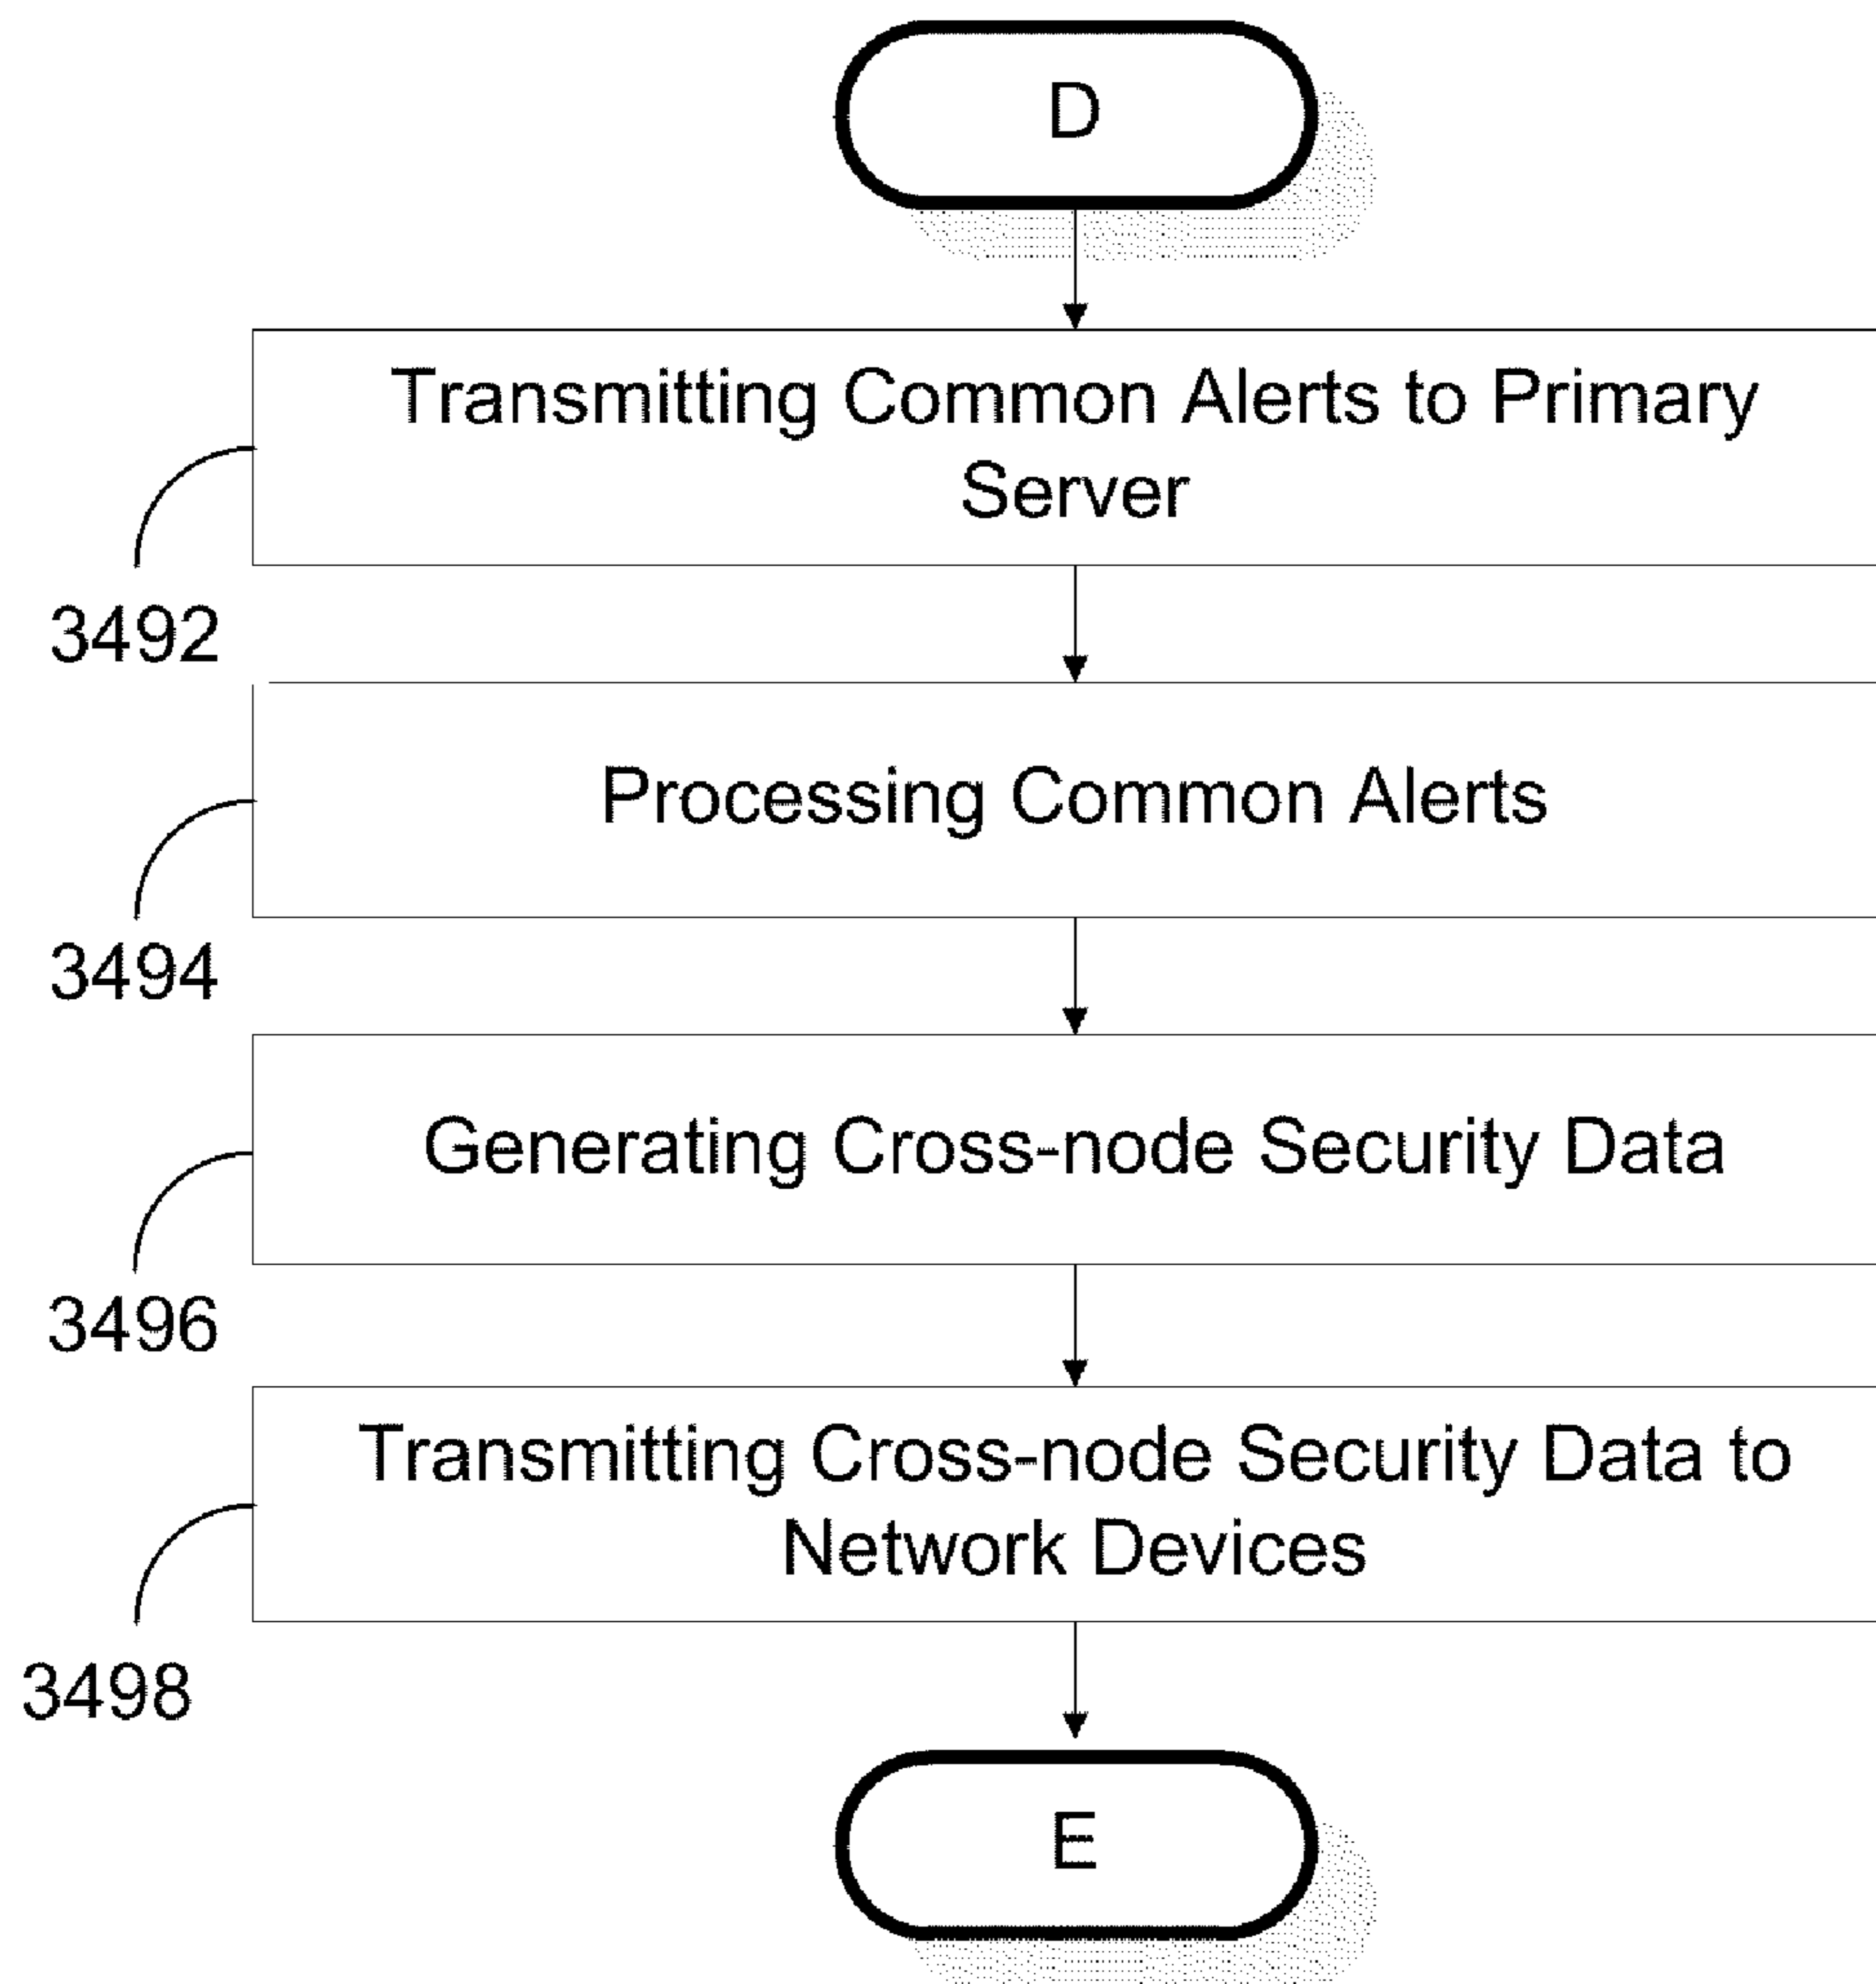 D
Transmitting Common Alerts to Primary
Server
3492
Processing Common Alerts
3494
Generating Cross-node Security Data
3496
Transmitting Cross-node Security Data to
Network Devices
3498
E